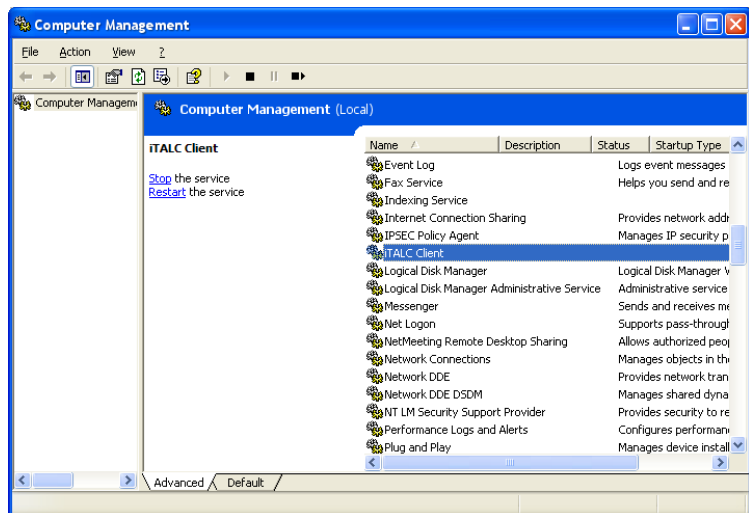 Computer Management
File Action View ?
Computer Managem
Computer Management (Local)
iTALC Client
Stop the service
Restart the service
Name Description Status Startup Type
Event Log Logs event messages
Fax Service Helps you send and re
Indexing Service
Internet Connection Sharing Provides network addr
IPSEC Policy Agent Manages IP security p
iTALC Client
Logical Disk Manager Logical Disk Manager W
Logical Disk Manager Administrative Service Administrative service
Messenger Sends and receives me
Net Logon Supports pass-through
NetMeeting Remote Desktop Sharing Allows authorized peop
Network Connections Manages objects in the
Network DDE Provides network tran
Network DDE DSDM Manages shared dyna
NT LM Security Support Provider Provides security to re
Performance Logs and Alerts Configures performan
Plug and Play Manages device install
Advanced Default